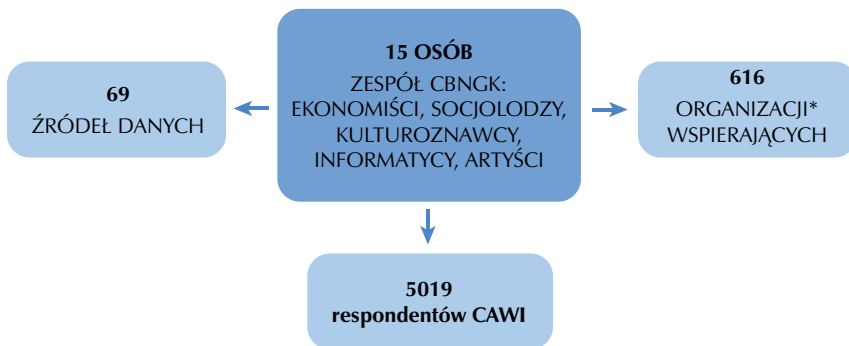 15 OSÓB
ZESPÓŁ CBNGK:
EKONOMIŚCI, SOCJOLODZY,
KULTUROZNAWCY,
INFORMATYCY, ARTYŚCI
69
ŹRÓDEŁ DANYCH
616
ORGANIZACJI*
WSPIERAJĄCYCH
5019
respondentów CAWI